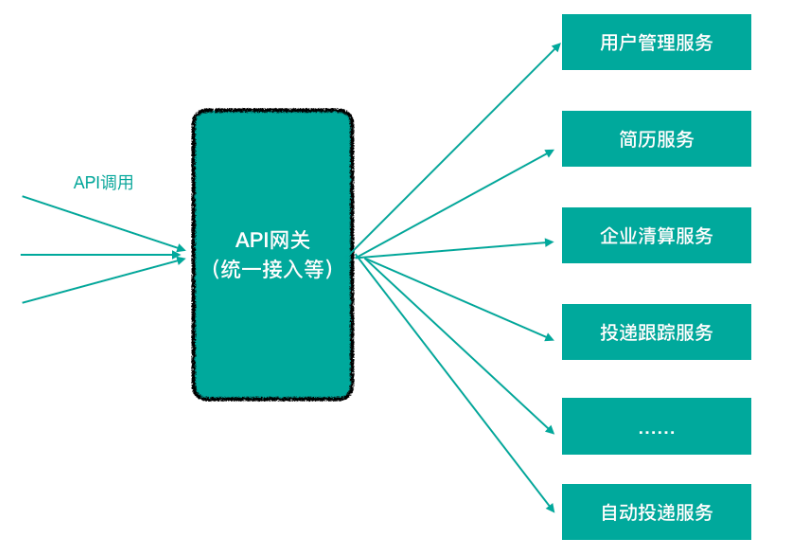 API调用
API网关
（统一接入等）
用户管理服务
简历服务
企业清算服务
投递跟踪服务
……
自动投递服务